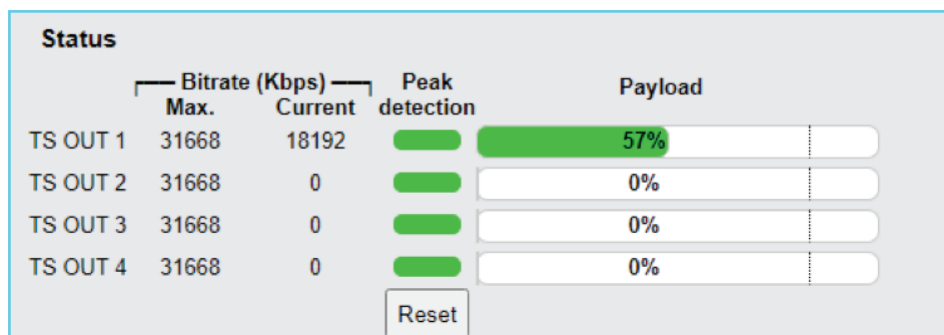 Status
Bitrate (Kbps) Peak Payload
Max. Current detection
TS OUT 1 31668 18192 57%
TS OUT 2 31668 0 0%
TS OUT 3 31668 0 0%
TS OUT 4 31668 0 0%
Reset